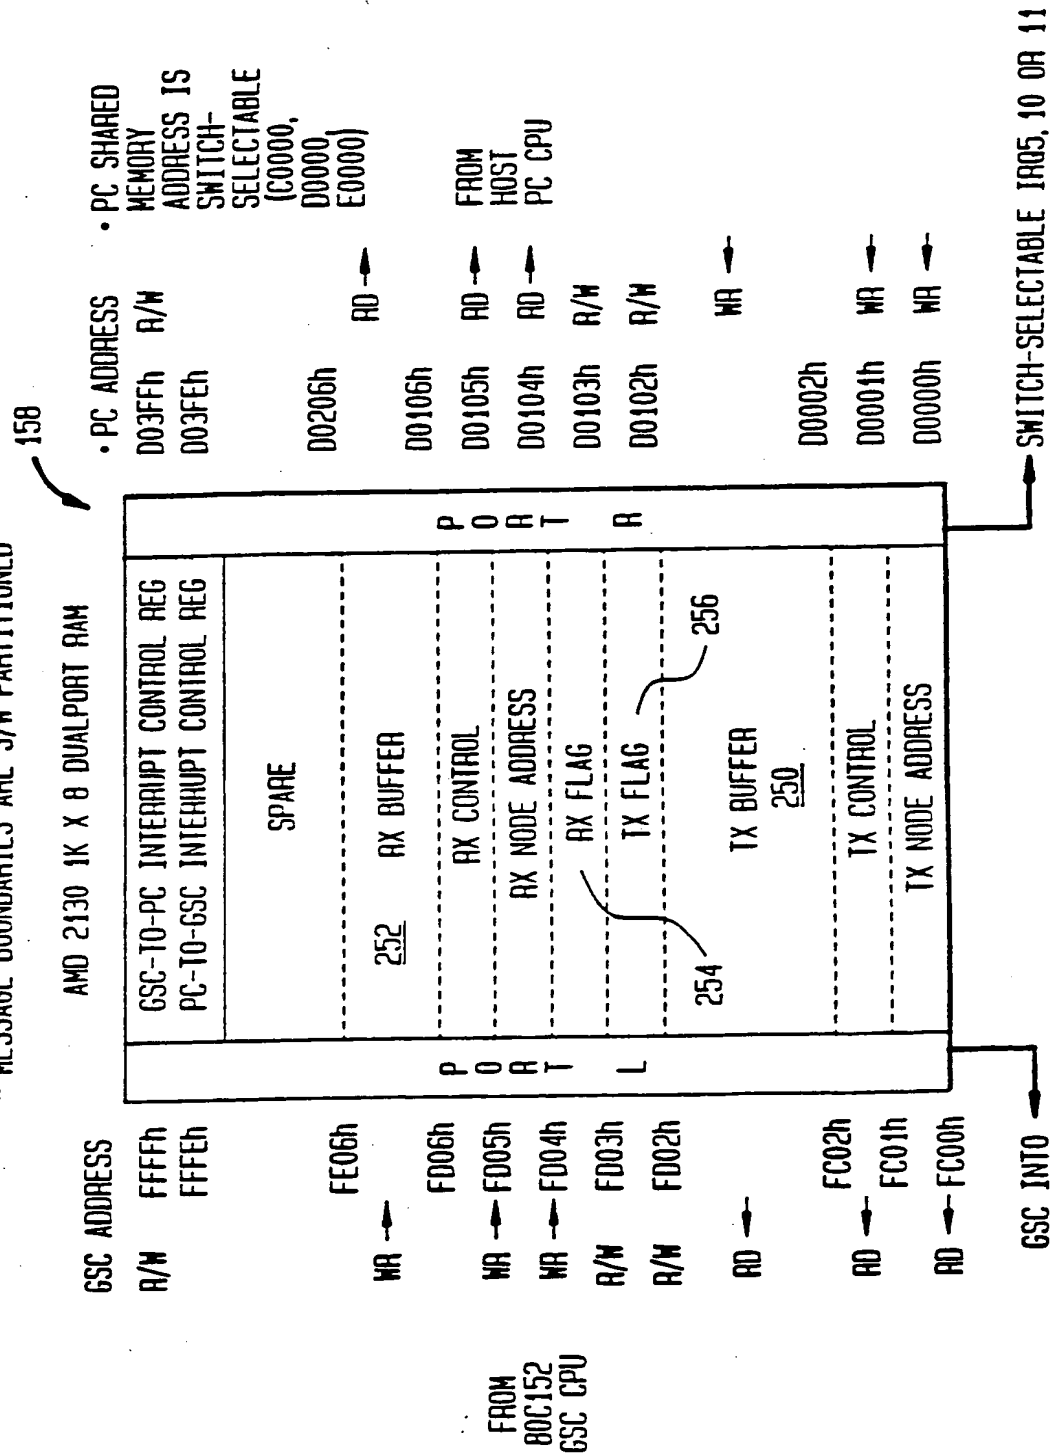 * MESSAGE BOUNDARIES ARE S/W PARTITIONED
AMD 2130 1K X 8 DUALPORT RAM
158
GSC ADDRESS
R/W FFFFh
FFFEh
FE06h
WR
FD06h
WR FD05h
WR FD04h
R/W FD03h
R/W FD02h
RD
FC02h
RD
FC01h
RD FC00h
FROM
80C152
GSC CPU
GSC INTO
PORT L
GSC-TO-PC INTERRUPT CONTROL REG
PC-TO-GSC INTERRUPT CONTROL REG
SPARE
252 RX BUFFER
RX CONTROL
RX NODE ADDRESS
RX FLAG
254
TX FLAG
256
TX BUFFER
250
TX CONTROL
TX NODE ADDRESS
PORT R
• PC ADDRESS
D03FFh R/W
D03FEh
D0206h
RD
D0106h
D0105h RD
D0104h RD
D0103h R/W
D0102h R/W
WR
D0002h
D0001h WR
D0000h WR
• PC SHARED
MEMORY
ADDRESS IS
SWITCH-
SELECTABLE
(C0000,
D0000,
E0000)
FROM
HOST
PC CPU
SWITCH-SELECTABLE IRQ5, 10 OR 11